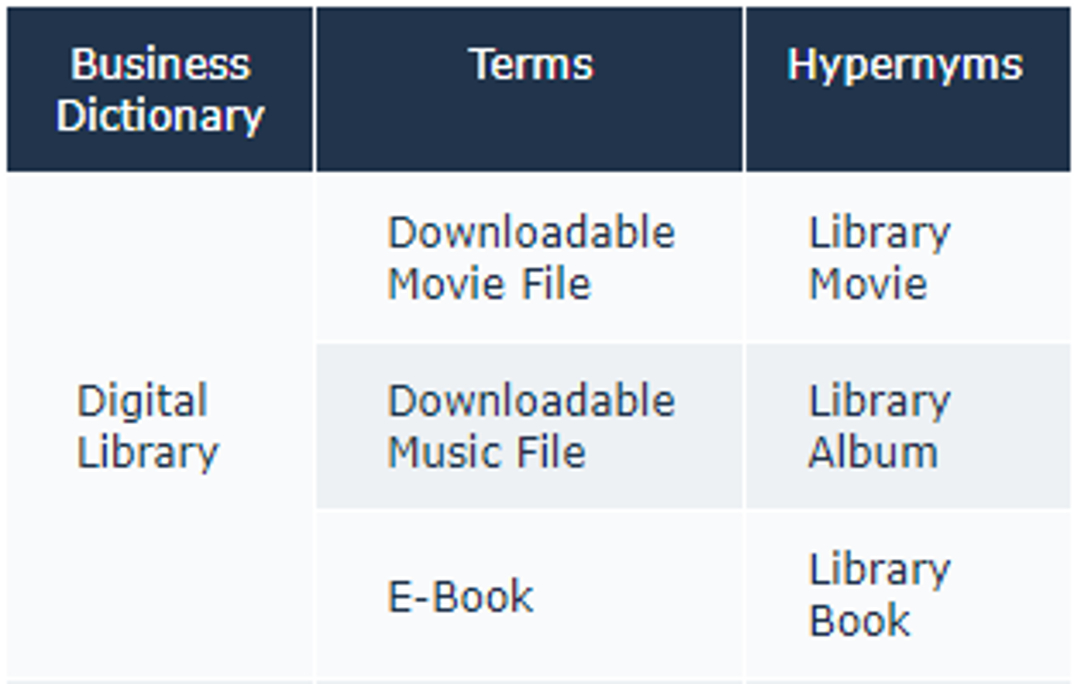 Business
Dictionary
Terms
Hypernyms
Digital
Library
Downloadable
Movie File
Library
Movie
Downloadable
Music File
Library
Album
E-Book
Library
Book